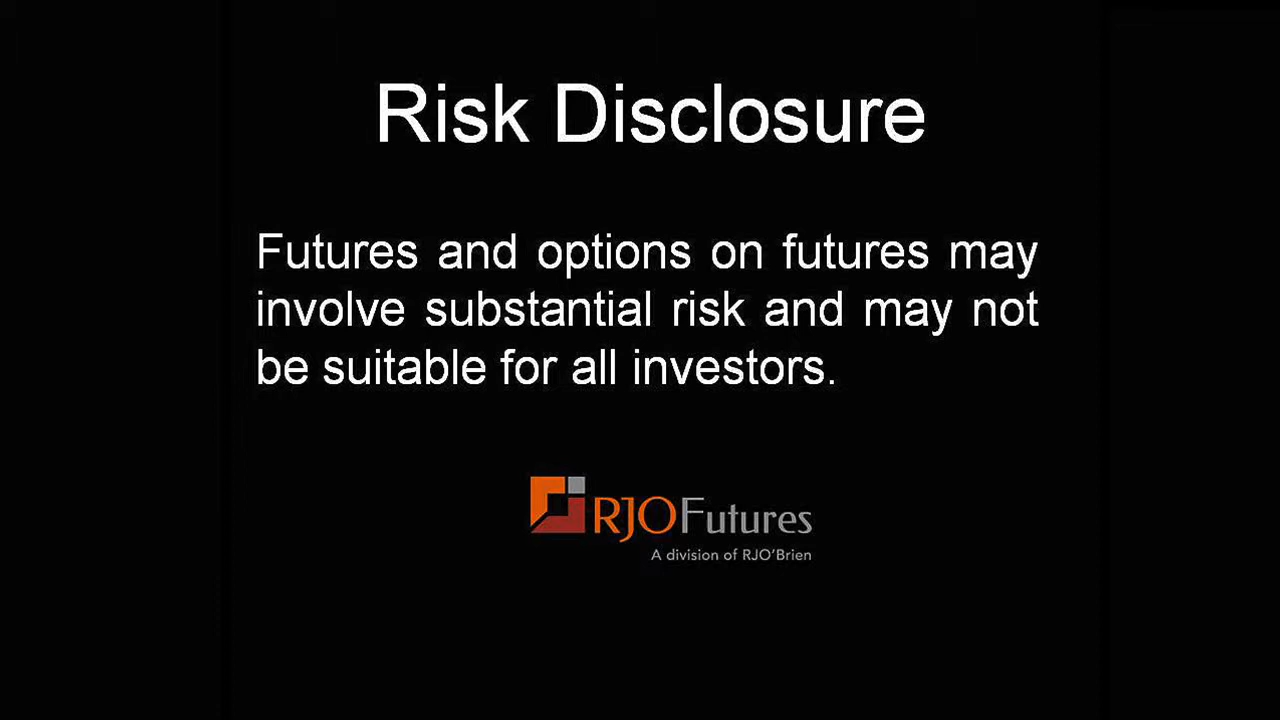 Risk Disclosure
Futures and options on futures may
involve substantial risk and may not
be suitable for all investors.
RJOFutures
A division of RJO'Brien